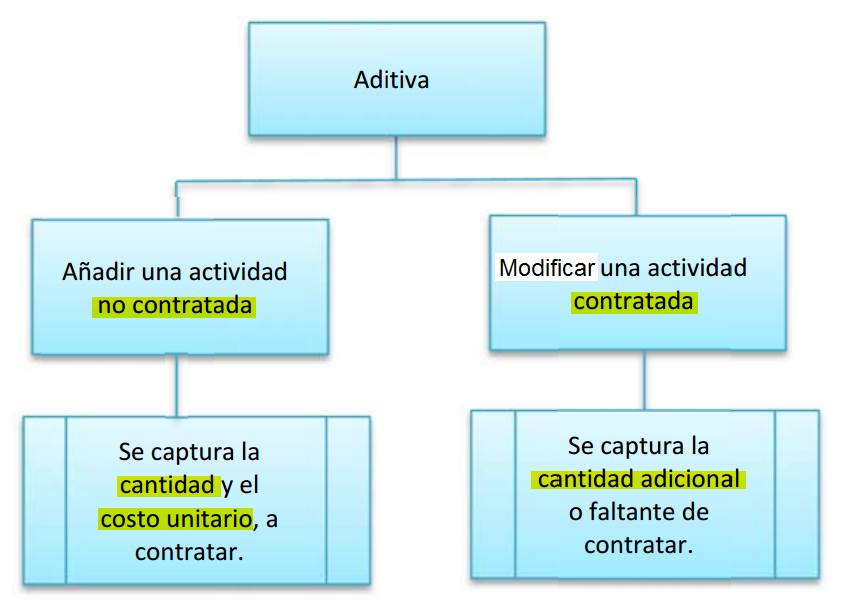 Aditiva
Añadir una actividad
no contratada
Modificar una actividad
contratada
Se captura la
cantidad y el
costo unitario, a
contratar.
Se captura la
cantidad adicional
o faltante de
contratar.